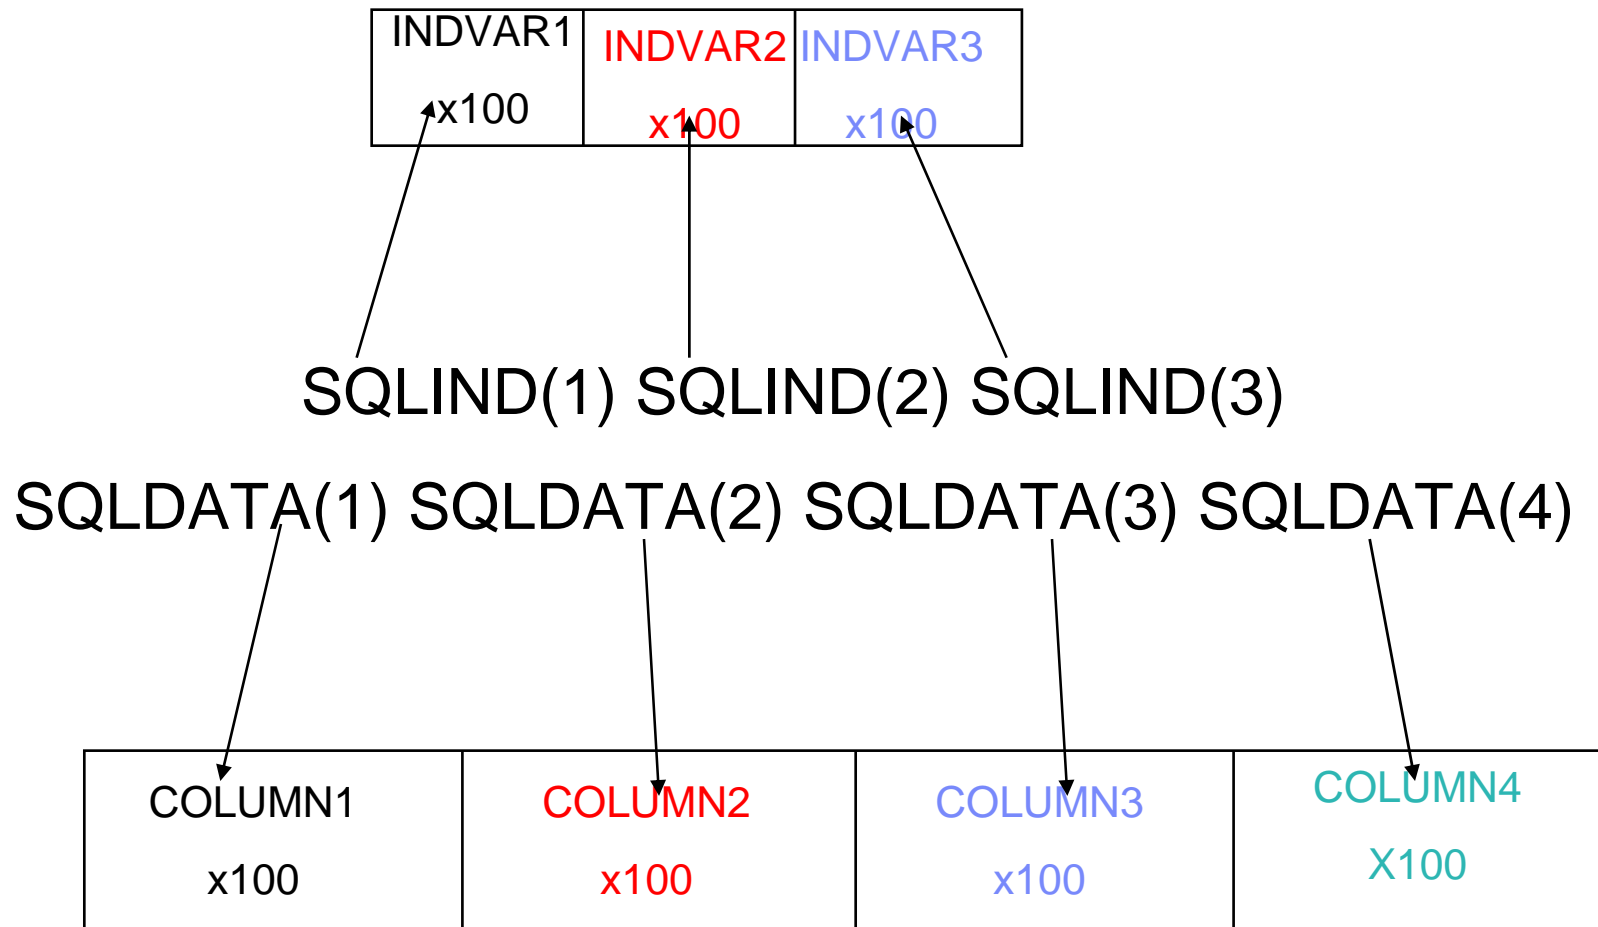 INDVAR1 INDVAR2 INDVAR3
x100 x100 x100
SQLIND(1) SQLIND(2) SQLIND(3)
SQLDATA(1) SQLDATA(2) SQLDATA(3) SQLDATA(4)
COLUMN1 COLUMN2 COLUMN3 COLUMN4
x100 x100 x100 X100